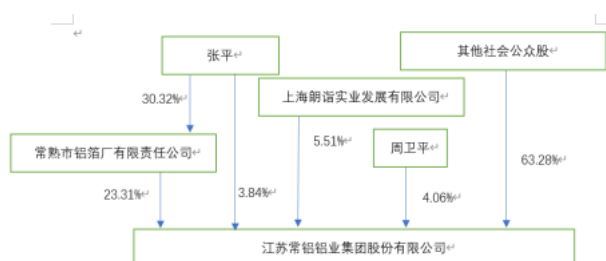 张平
其他社会公众股
上海朗诣实业发展有限公司
30.32%
5.51%
周卫平
常熟市铝箔厂有限责任公司
63.28%
23.31%
3.84%
4.06%
江苏常铝铝业集团股份有限公司